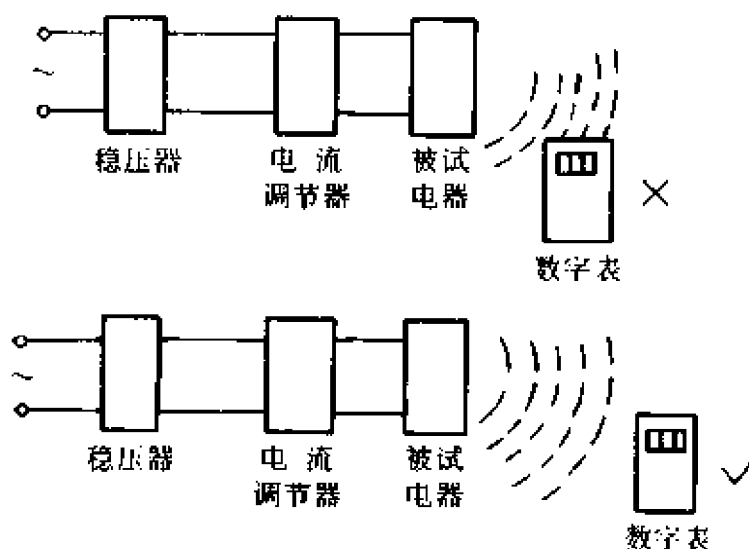 ~
稳压器 电流 被试
调节器 电器
×
数字表
~
稳压器 电流 被试
调节器 电器
✓
数字表